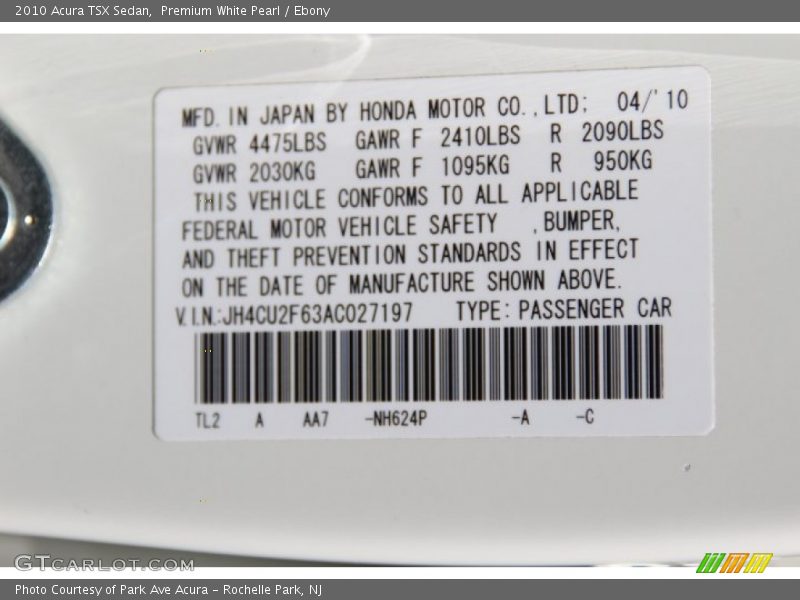 2010 Acura TSX Sedan,  Premium White Pearl / Ebony
MFD. IN JAPAN BY HONDA MOTOR CO.,LTD; 04/'10
GVWR 4475LBS GAWR F 2410LBS R 2090LBS
GVWR 2030KG GAWR F 1095KG R 950KG
THIS VEHICLE CONFORMS TO ALL APPLICABLE
FEDERAL MOTOR VEHICLE SAFETY ,BUMPER,
AND THEFT PREVENTION STANDARDS IN EFFECT
ON THE DATE OF MANUFACTURE SHOWN ABOVE.
V.I.N.:JH4CU2F63AC027197 TYPE: PASSENGER CAR
TL2 A AA7 -NH624P -A -C
GTCARLOT.COM
Photo Courtesy of Park Ave Acura - Rochelle Park, NJ